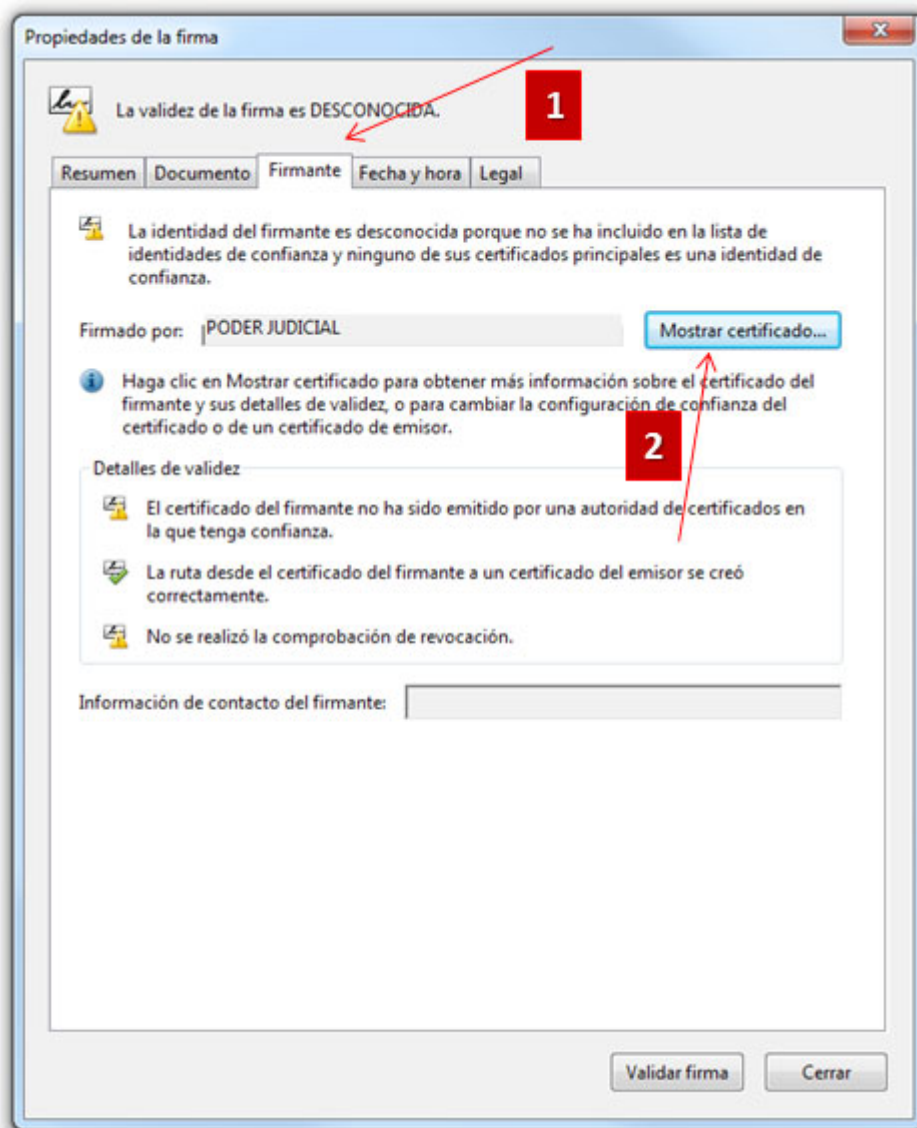 Propiedades de la firma
La validez de la firma es DESCONOCIDA.
1
Resumen Documento Firmante Fecha y hora Legal
La identidad del firmante es desconocida porque no se ha incluido en la lista de
identidades de confianza y ninguno de sus certificados principales es una identidad de
confianza.
Firmado por: PODER JUDICIAL Mostrar certificado...
Haga clic en Mostrar certificado para obtener más información sobre el certificado del
firmante y sus detalles de validez, o para cambiar la configuración de confianza del
certificado o de un certificado de emisor.
2
Detalles de validez
El certificado del firmante no ha sido emitido por una autoridad de certificados en
la que tenga confianza.
La ruta desde el certificado del firmante a un certificado del emisor se creó
correctamente.
No se realizó la comprobación de revocación.
Información de contacto del firmante:
Validar firma Cerrar